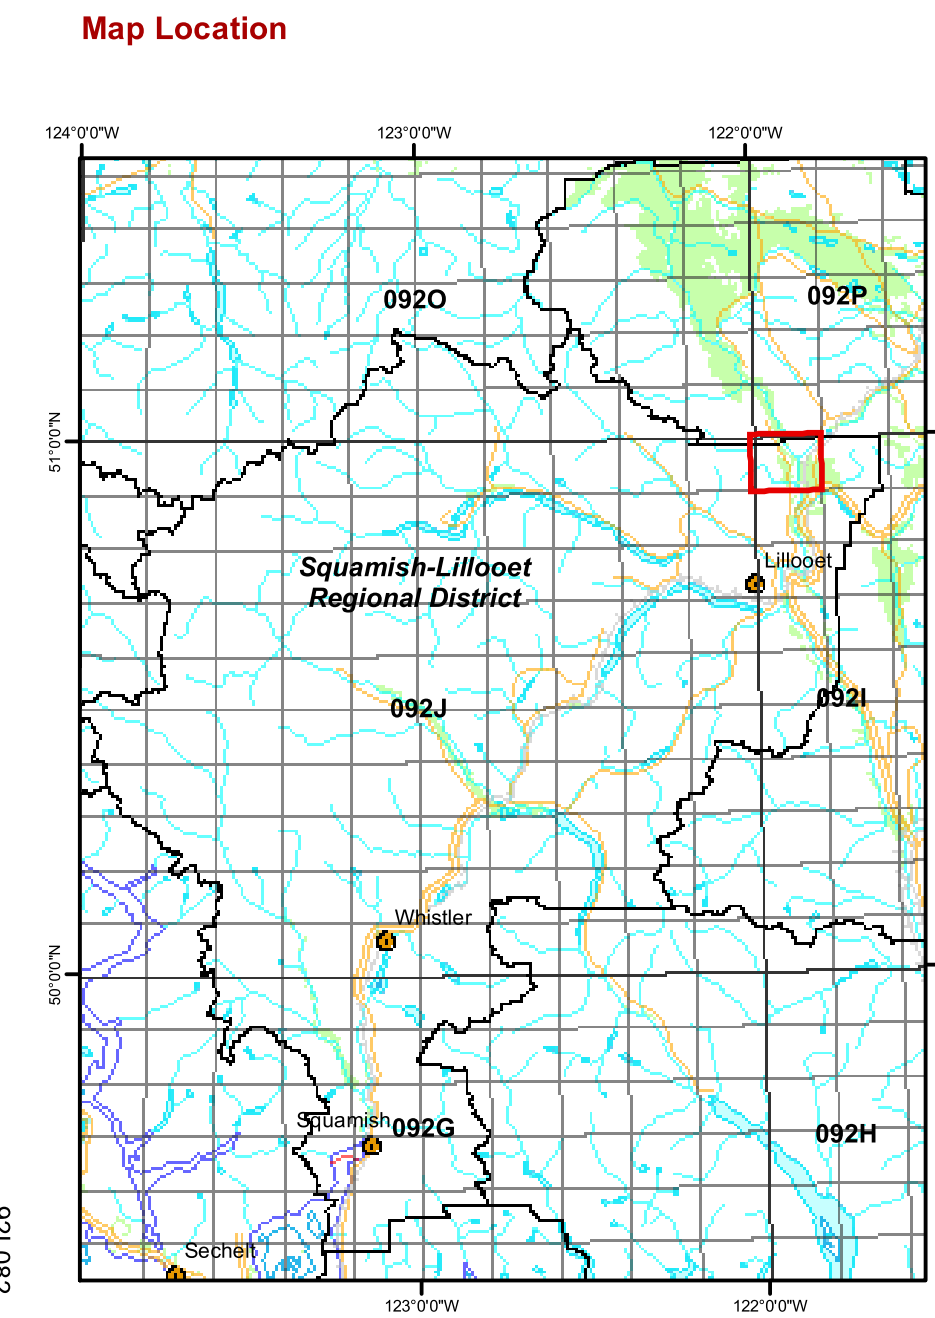 Map Location
124°0'0"W
123°0'0"W
122°0'0"W
092O
092P
51°0'0"N
Lillooet
Squamish-Lillooet
Regional District
092J
092I
Whistler
50°0'0"N
Squamish
092G
092H
Sechelt
123°0'0"W
122°0'0"W